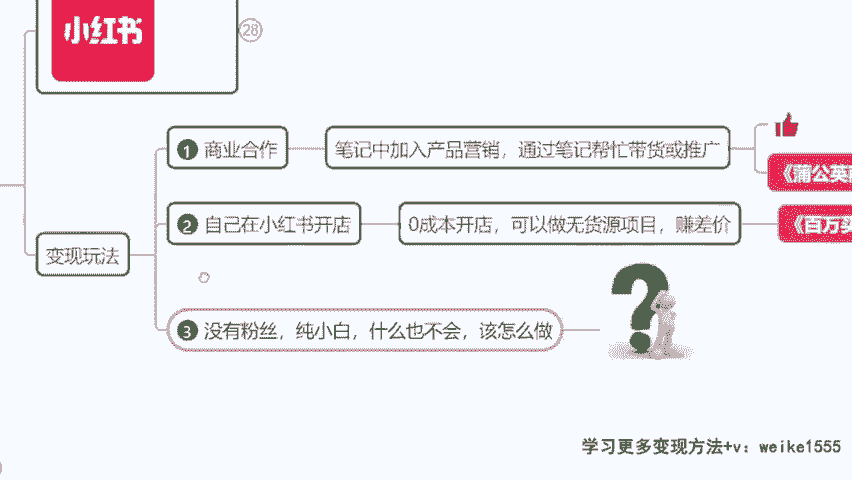 小红书
28
1 商业合作
笔记中加入产品营销，通过笔记帮忙带货或推广
《蒲公英
2 自己在小红书开店
0成本开店，可以做无货源项目，赚差价
《百万
变现玩法
3 没有粉丝，纯小白，什么也不会，该怎么做
学习更多变现方法+v：weike1555